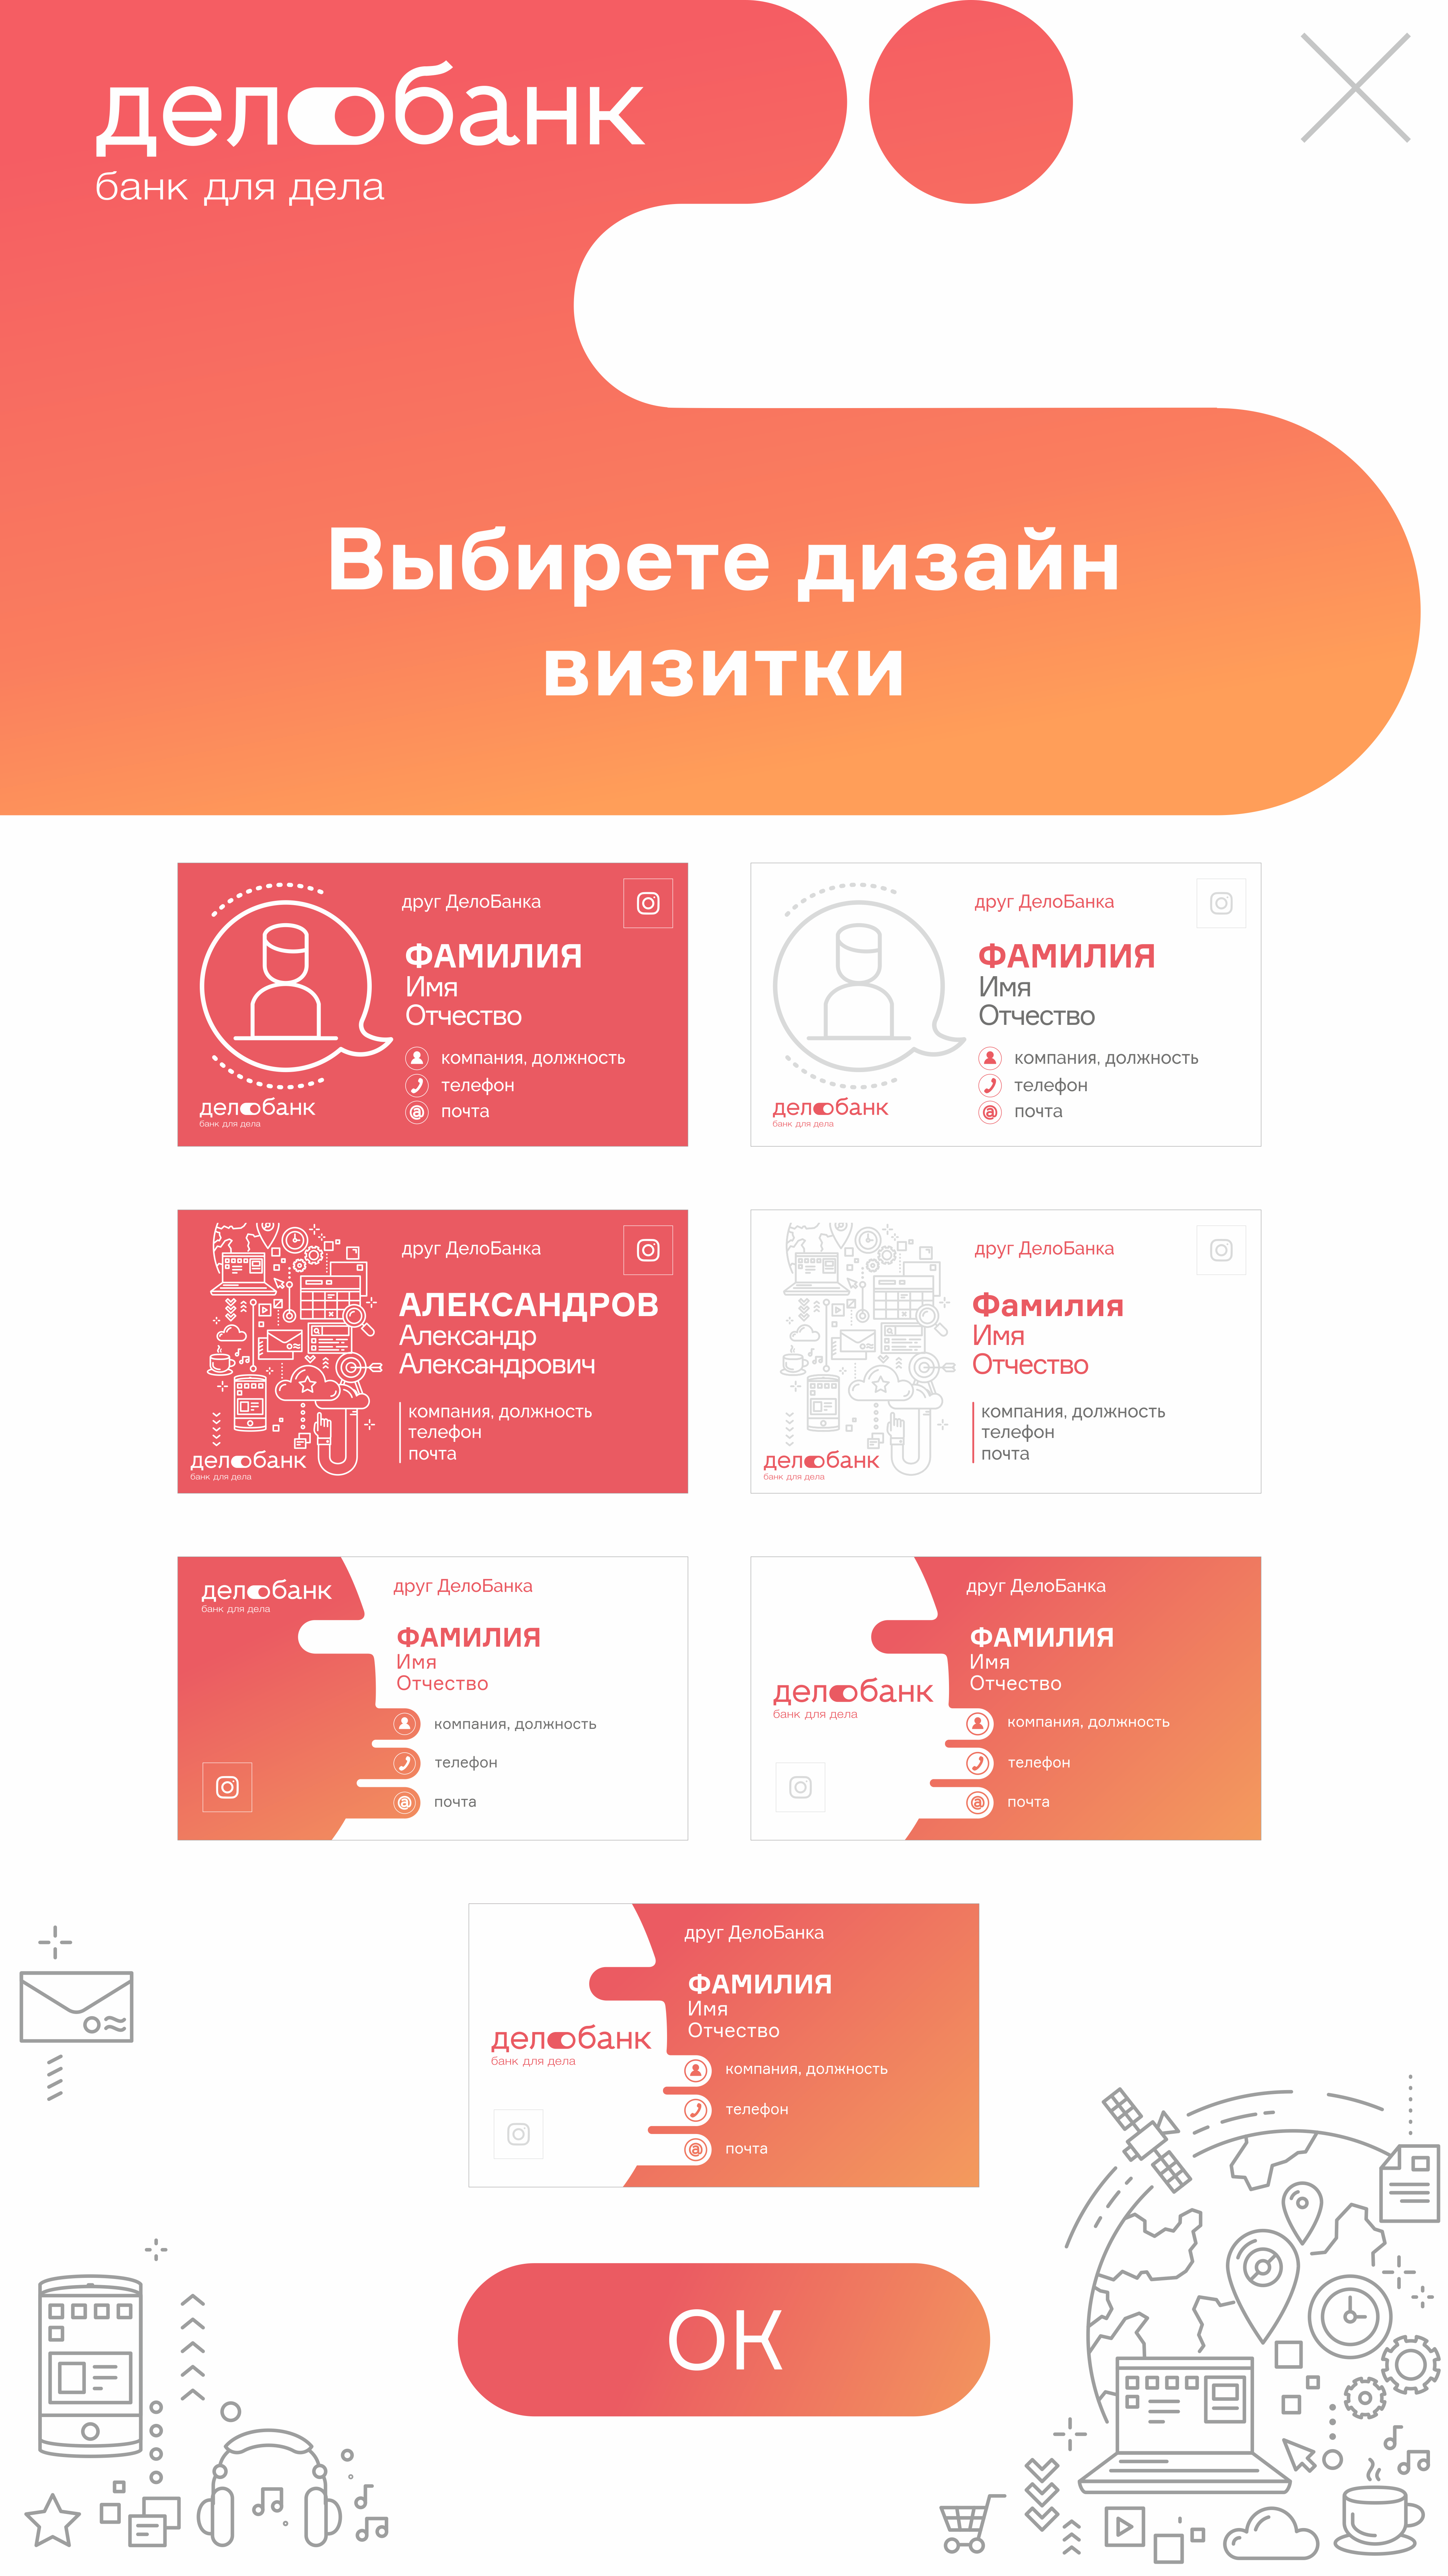 делобанк
банк для дела
Выбирете дизайн
визитки
друг ДелоБанка
ФАМИЛИЯ
Имя
Отчество
компания, должность
телефон
почта
делобанк
банк для дела
друг ДелоБанка
ФАМИЛИЯ
Имя
Отчество
компания, должность
телефон
почта
делобанк
банк для дела
друг ДелоБанка
АЛЕКСАНДРОВ
Александр
Александрович
компания, должность
телефон
почта
делобанк
банк для дела
друг ДелоБанка
Фамилия
Имя
Отчество
компания, должность
телефон
почта
делобанк
банк для дела
делобанк
банк для дела
друг ДелоБанка
ФАМИЛИЯ
Имя
Отчество
компания, должность
телефон
почта
друг ДелоБанка
ФАМИЛИЯ
Имя
Отчество
делобанк
банк для дела
компания, должность
телефон
почта
друг ДелоБанка
ФАМИЛИЯ
Имя
Отчество
делобанк
банк для дела
компания, должность
телефон
почта
ОК